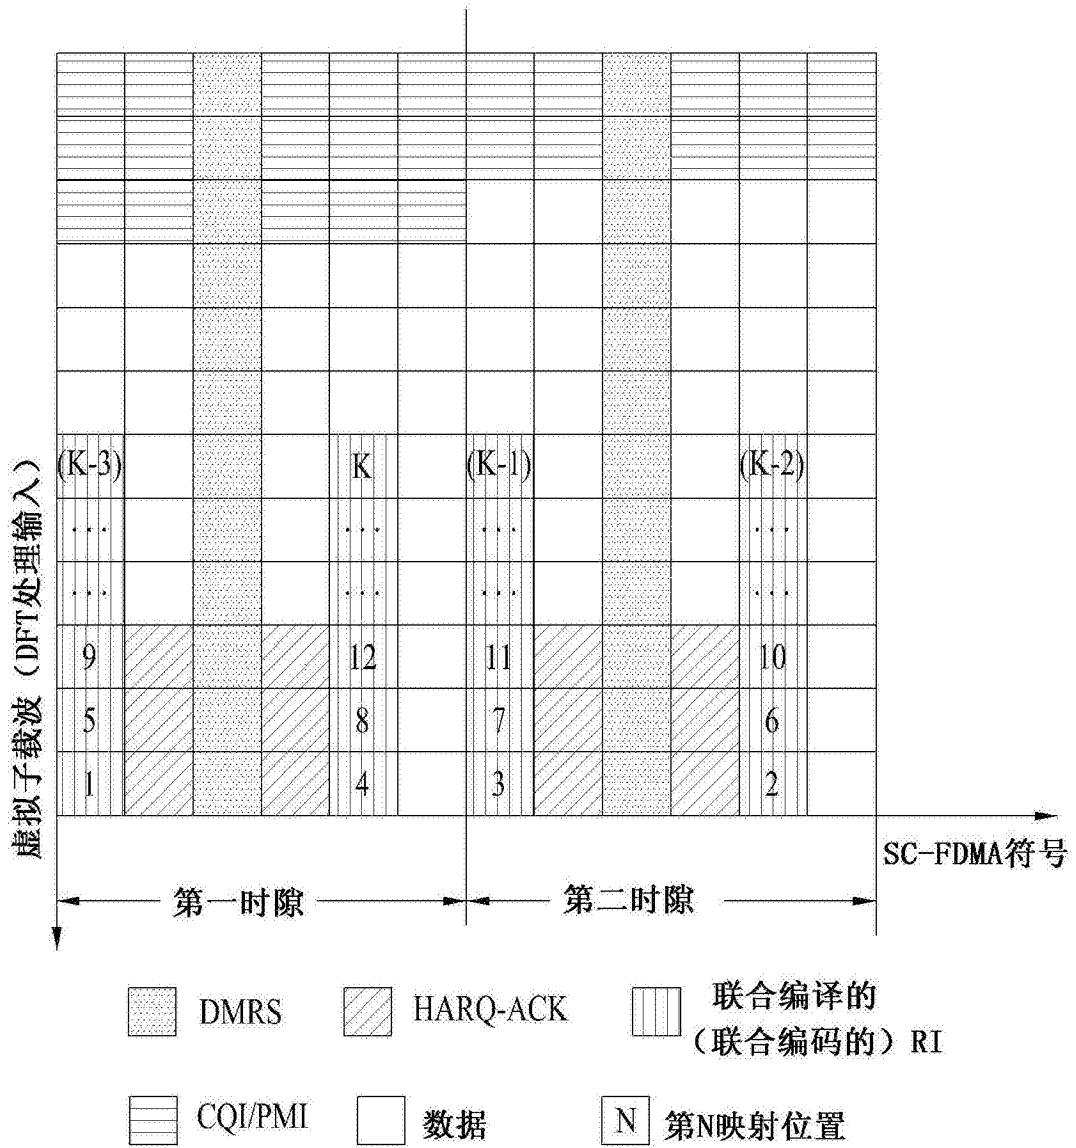 虚拟子载波（DFT处理输入）
(K-3) K (K-1) (K-2)
... ... ... ...
... ... ... ...
9 12 11 10
5 8 7 6
1 4 3 2
SC-FDMA符号
第一时隙 第二时隙
DMRS HARQ-ACK 联合编译的
（联合编码的）RI
CQI/PMI 数据 N 第N映射位置